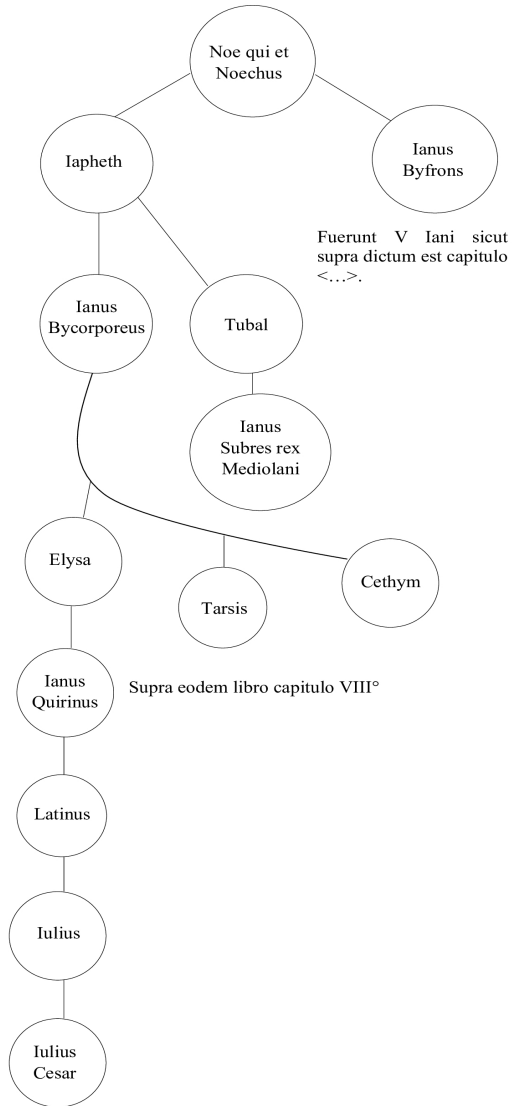 Noe qui et
Noechus
Iapheth
Ianus
Byfrons
Fuerunt V Iani sicut
supra dictum est capitulo
<…>.
Ianus
Bycorporeus
Tubal
Ianus
Subres rex
Mediolani
Elysa
Tarsis
Cethym
Ianus
Quirinus
Supra eodem libro capitulo VIII°
Latinus
Iulius
Iulius
Cesar